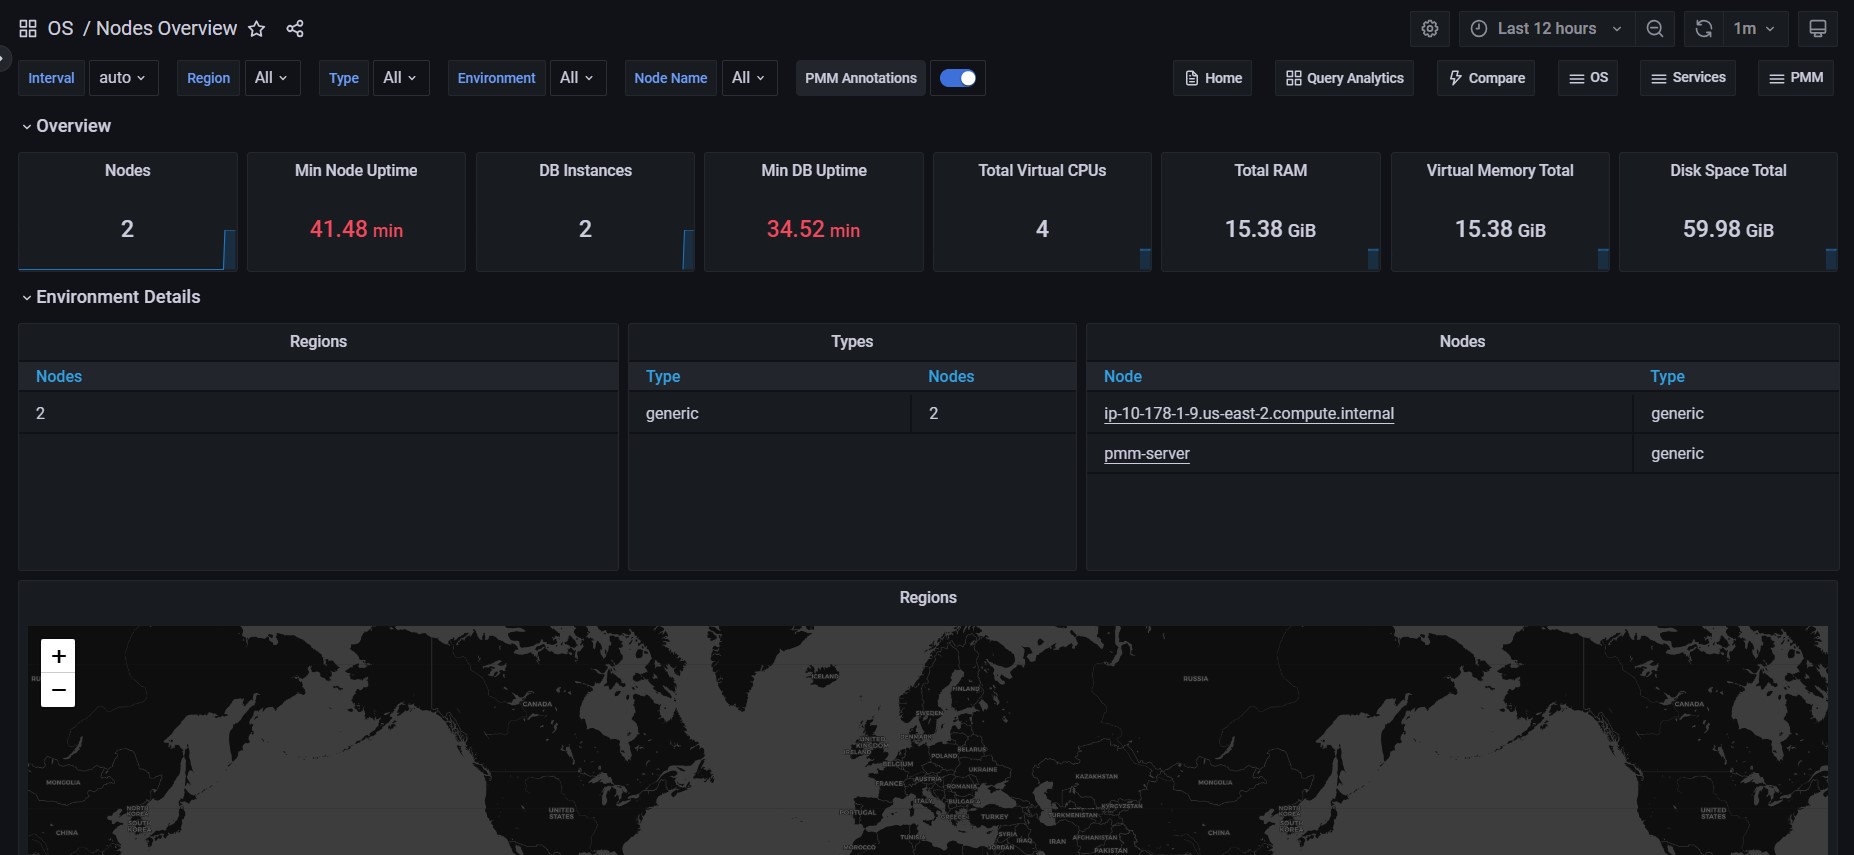 OS / Nodes Overview
Last 12 hours
1m
Interval auto Region All Type All Environment All Node Name All PMM Annotations
Home Query Analytics Compare OS Services PMM
Overview
Nodes
2
Min Node Uptime
41.48 min
DB Instances
2
Min DB Uptime
34.52 min
Total Virtual CPUs
4
Total RAM
15.38 GiB
Virtual Memory Total
15.38 GiB
Disk Space Total
59.98 GiB
Environment Details
Regions
Nodes
2
Types
Type Nodes
generic 2
Nodes
Node Type
ip-10-178-1-9.us-east-2.compute.internal generic
pmm-server generic
Regions
+
−
RU
ICELAND
RUSSIA
FINLAND
CANADA
CANADA
SWEDEN
DENMARK
UNITED
KINGDOM
BELARUS
POLAND
BELGIUM
UKRAINE
KAZAKHSTAN
MONGOLIA
AUSTRIA
FRANCE
ROMANIA
MONGOLIA
BULGARIA
KYRGYZSTAN
NORTH
KOREA
SOUTH
KOREA
UNITED
STATES
PORTUGAL
GREECE
TURKEY
TURKMENISTAN
NORTH
KOREA
SOUTH
KOREA
UNITED
STATES
CHINA
TUNISIA
SYRIA
IRAQ
IRAN
AFGHANISTAN
CHINA
MOROCCO
JORDAN
PAKISTAN